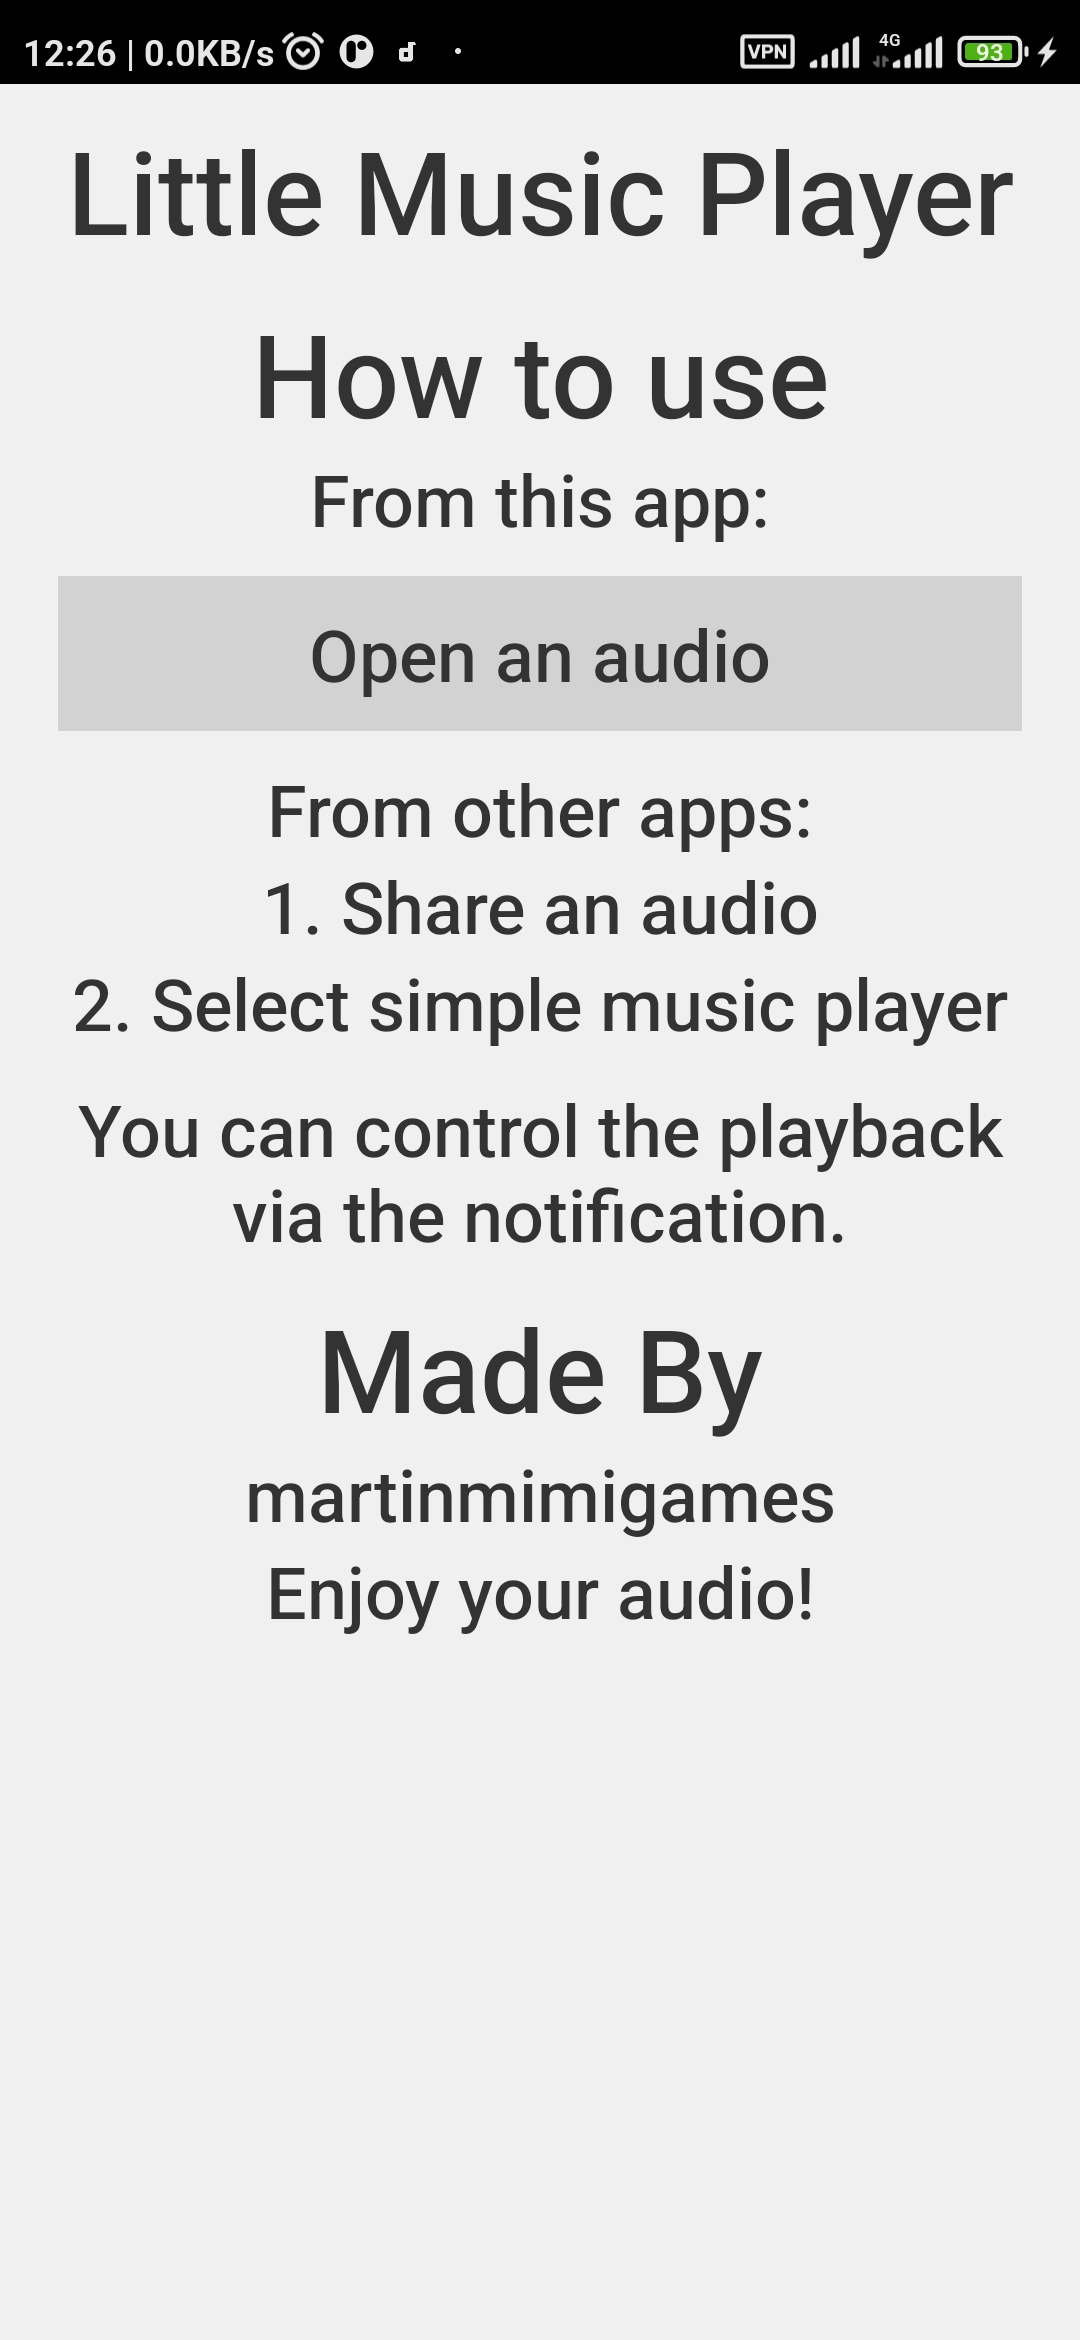 12:26 | 0.0KB/s VPN 4G 93
Little Music Player
How to use
From this app:
Open an audio
From other apps:
1. Share an audio
2. Select simple music player
You can control the playback
via the notification.
Made By
martinmimigames
Enjoy your audio!